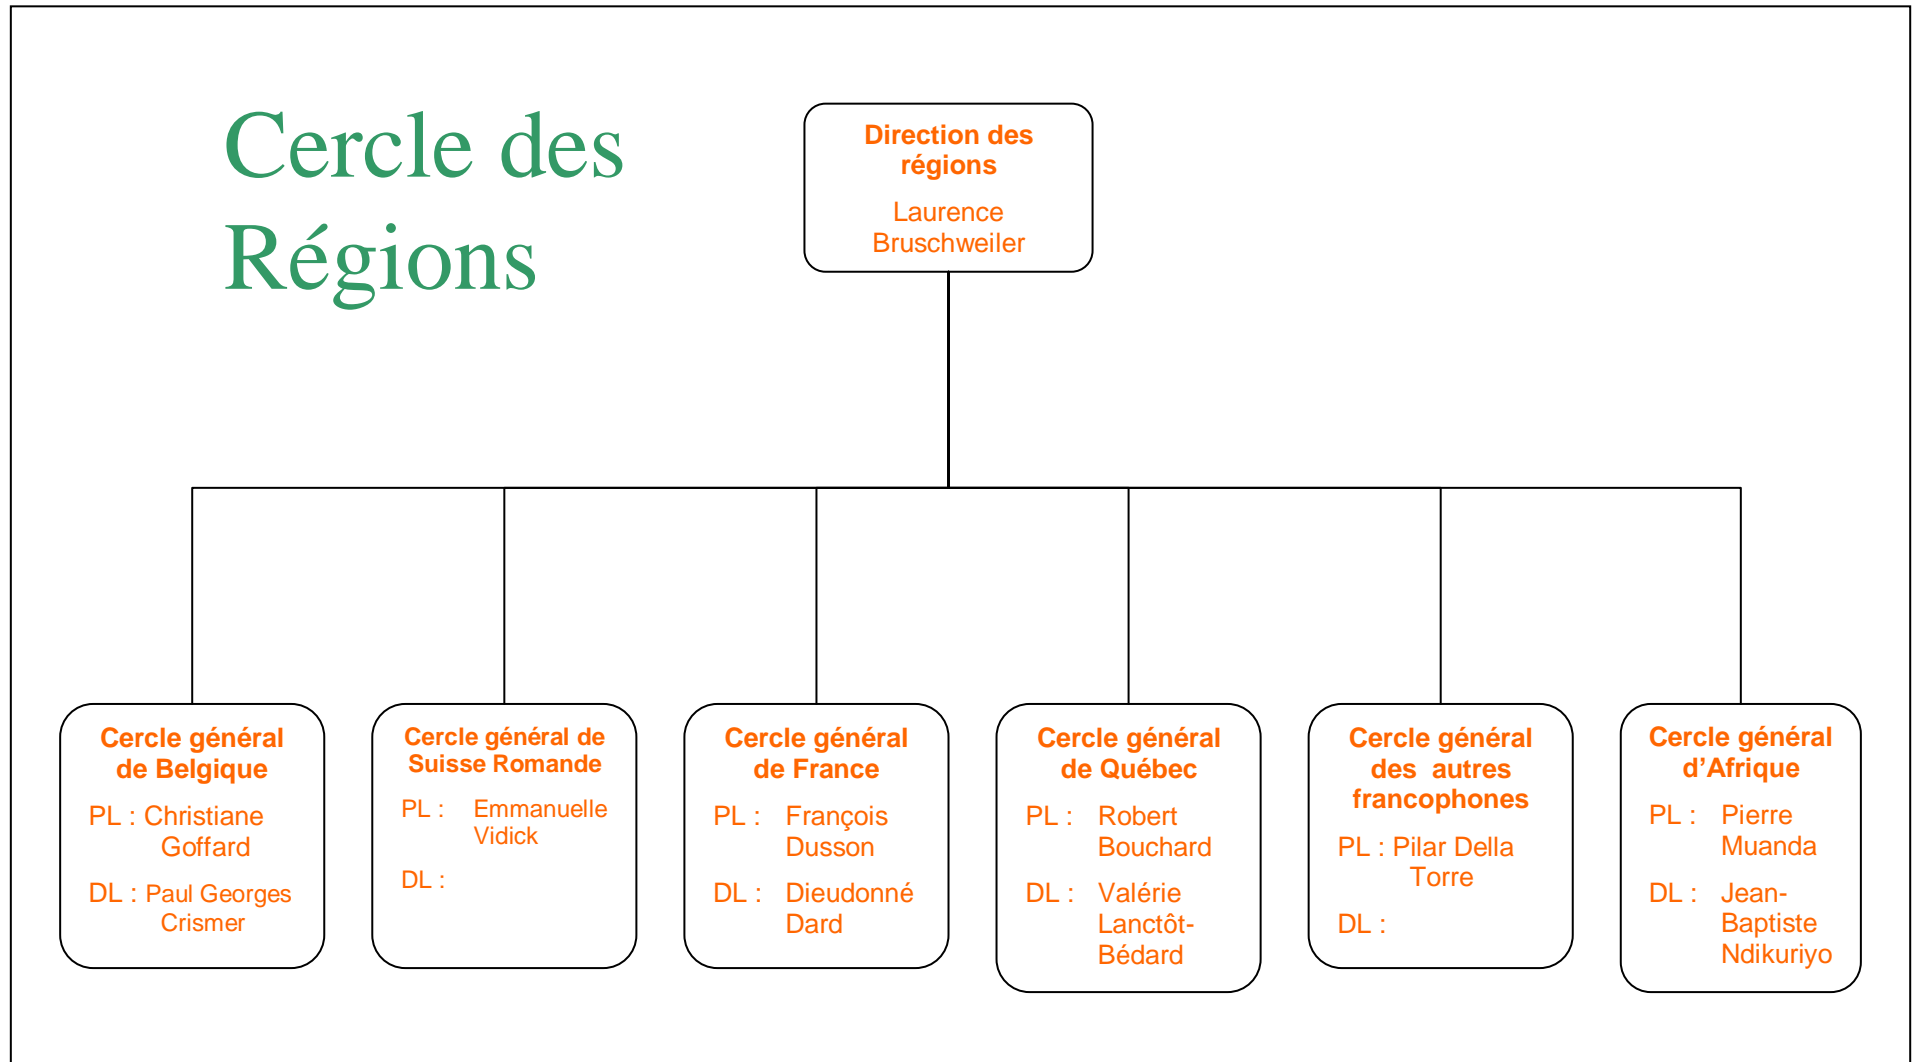 Cercle des
Régions
Direction des
régions
Laurence
Bruschweiler
Cercle général
de Belgique
PL : Christiane
Goffard
DL : Paul Georges
Crismer
Cercle général de
Suisse Romande
PL : Emmanuelle
Vidick
DL :
Cercle général
de France
PL : François
Dusson
DL : Dieudonné
Dard
Cercle général
de Québec
PL : Robert
Bouchard
DL : Valérie
Lanctôt-
Bédard
Cercle général
des autres
francophones
PL : Pilar Della
Torre
DL :
Cercle général
d’Afrique
PL : Pierre
Muanda
DL : Jean-
Baptiste
Ndikuriyo